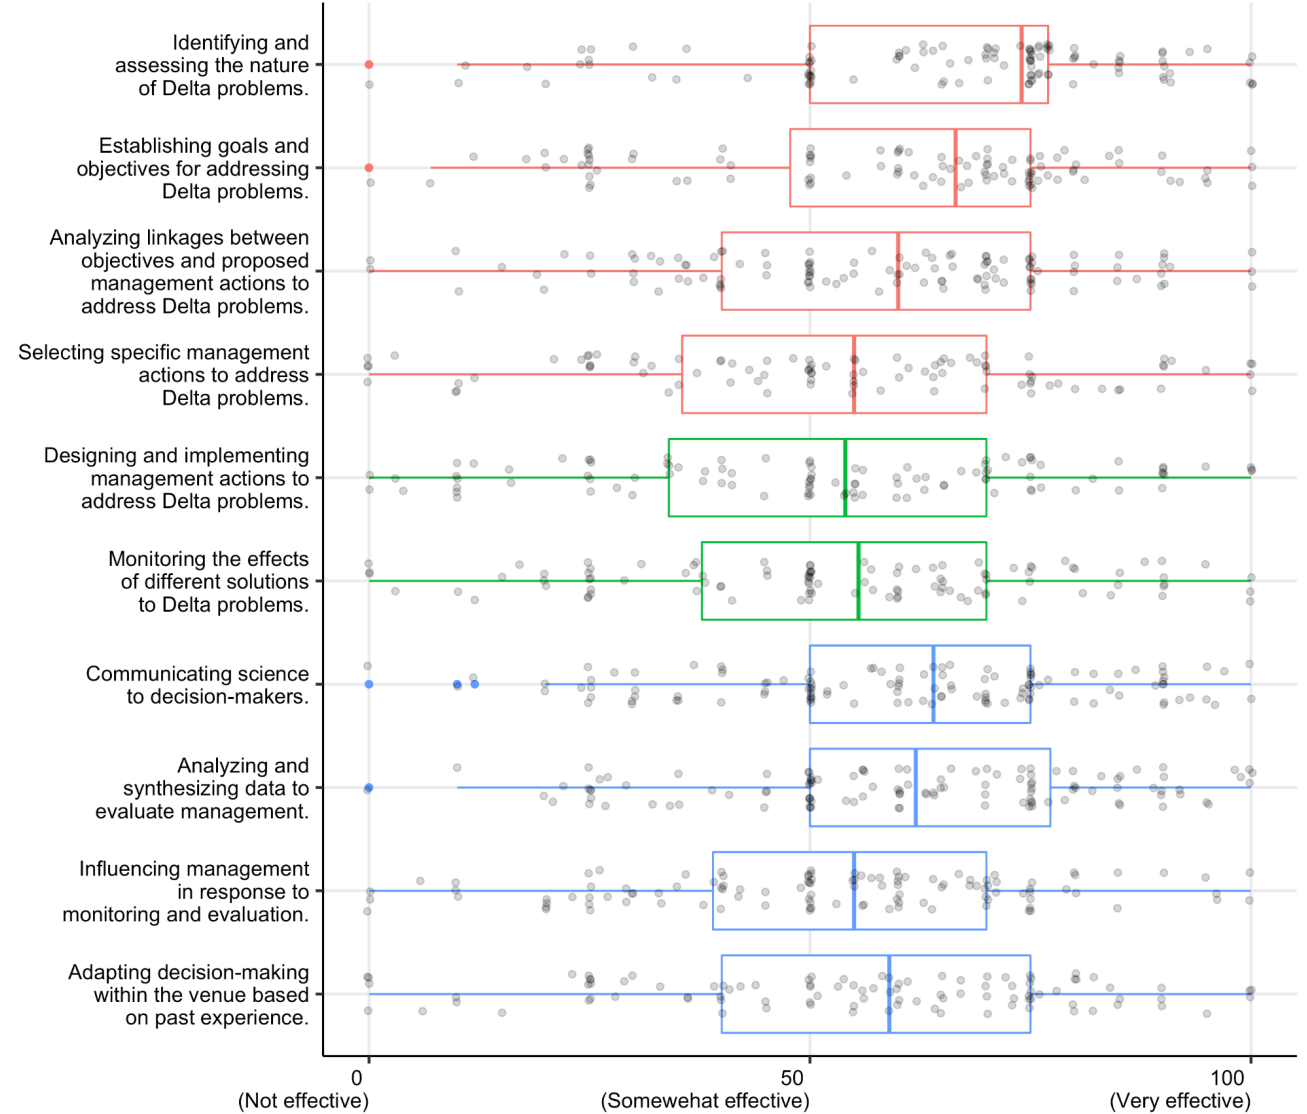 Identifying and
assessing the nature
of Delta problems.
Establishing goals and
objectives for addressing
Delta problems.
Analyzing linkages between
objectives and proposed
management actions to
address Delta problems.
Selecting specific management
actions to address
Delta problems.
Designing and implementing
management actions to
address Delta problems.
Monitoring the effects
of different solutions
to Delta problems.
Communicating science
to decision-makers.
Analyzing and
synthesizing data to
evaluate management.
Influencing management
in response to
monitoring and evaluation.
Adapting decision-making
within the venue based
on past experience.
0 50 100
(Not effective) (Somewehat effective) (Very effective)